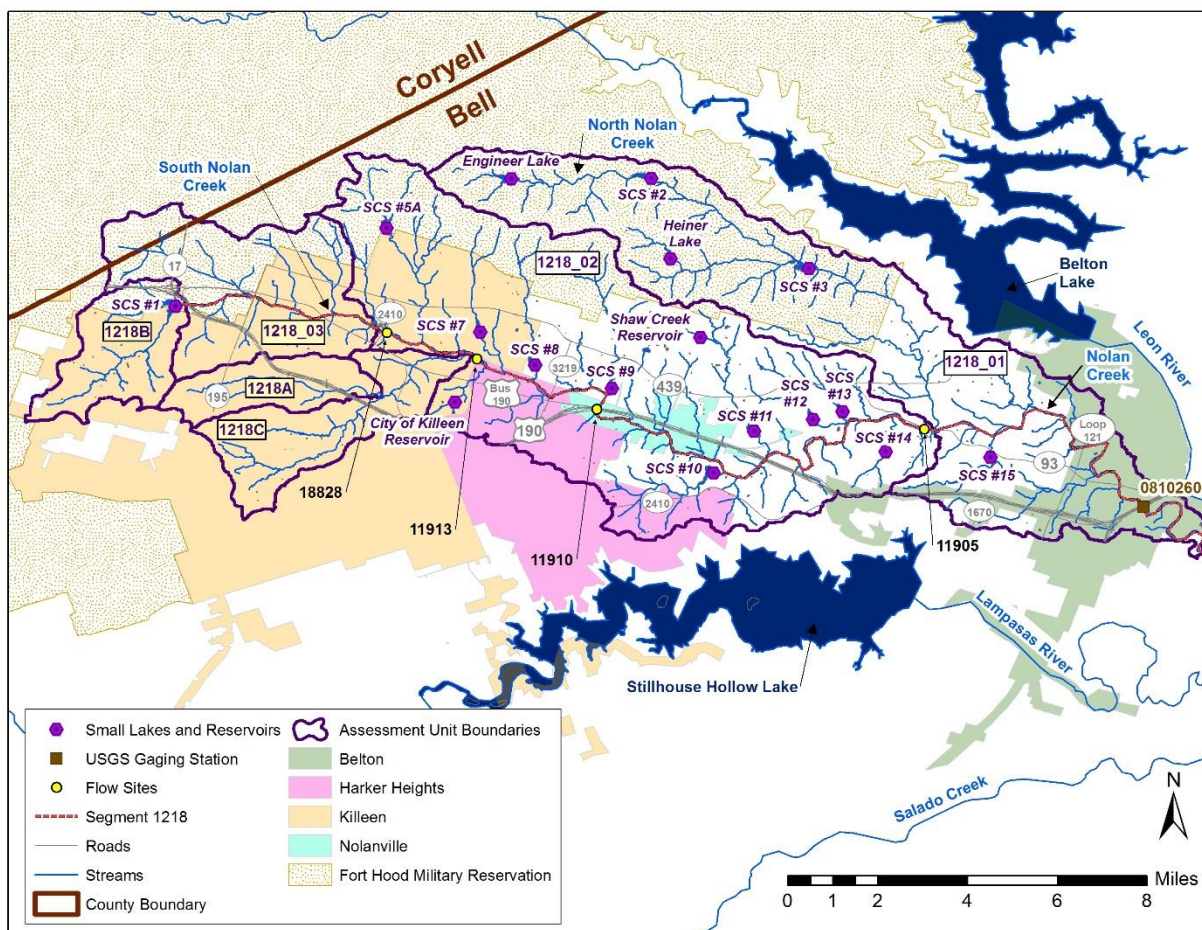 Coryell
Bell
North Nolan
Creek
Engineer Lake
South Nolan
Creek
SCS #2
SCS #5A
Heiner
Lake
1218_02
17
SCS #3
Belton
Lake
SCS #1
1218B
2410
1218_03
SCS #7
Shaw Creek
Reservoir
Leon River
1218_01
SCS #8
3219
SCS #9
Nolan
Creek
1218A
195
Bus
190
439
SCS
#12
SCS
#13
City of Killeen
Reservoir
SCS #11
Loop
121
1218C
190
SCS #14
93
SCS #10
SCS #15
0810260
18828
2410
1670
11913
11910
11905
Lampasas
River
Stillhouse Hollow Lake
Small Lakes and Reservoirs
USGS Gaging Station
Flow Sites
Segment 1218
Roads
Streams
County Boundary
Assessment Unit Boundaries
Belton
Harker Heights
Killeen
Nolanville
Fort Hood Military Reservation
Salado Creek
N
Miles
0 1 2 4 6 8